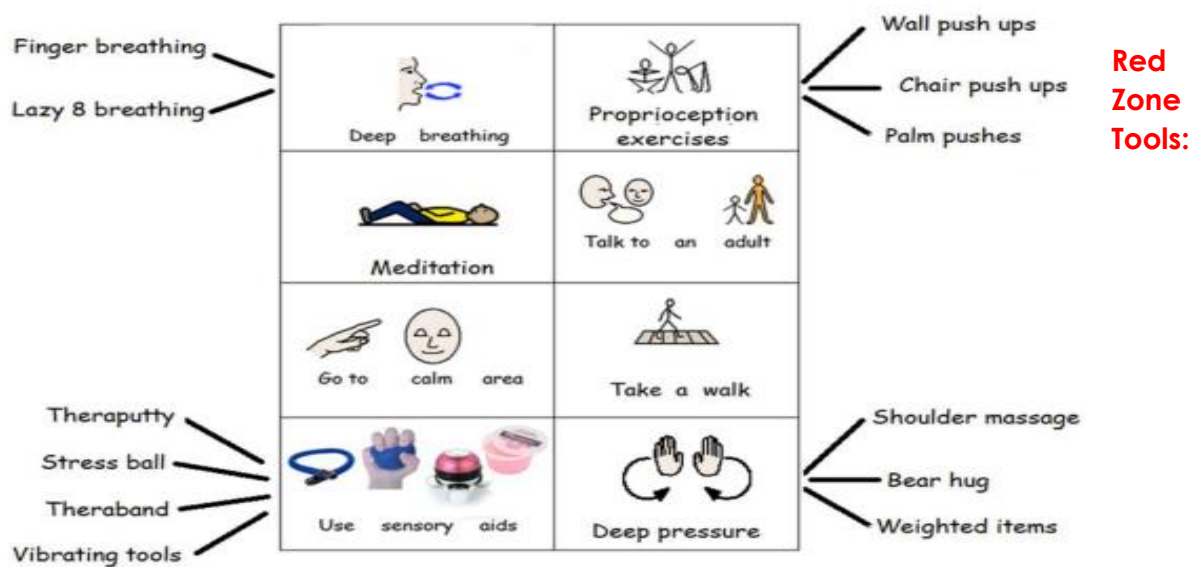 Finger breathing
Lazy 8 breathing
Deep breathing
Proprioception
exercises
Wall push ups
Chair push ups
Palm pushes
Red
Zone
Tools:
Meditation
Talk to an adult
Go to calm area
Take a walk
Theraputty
Stress ball
Theraband
Vibrating tools
Use sensory aids
Deep pressure
Shoulder massage
Bear hug
Weighted items